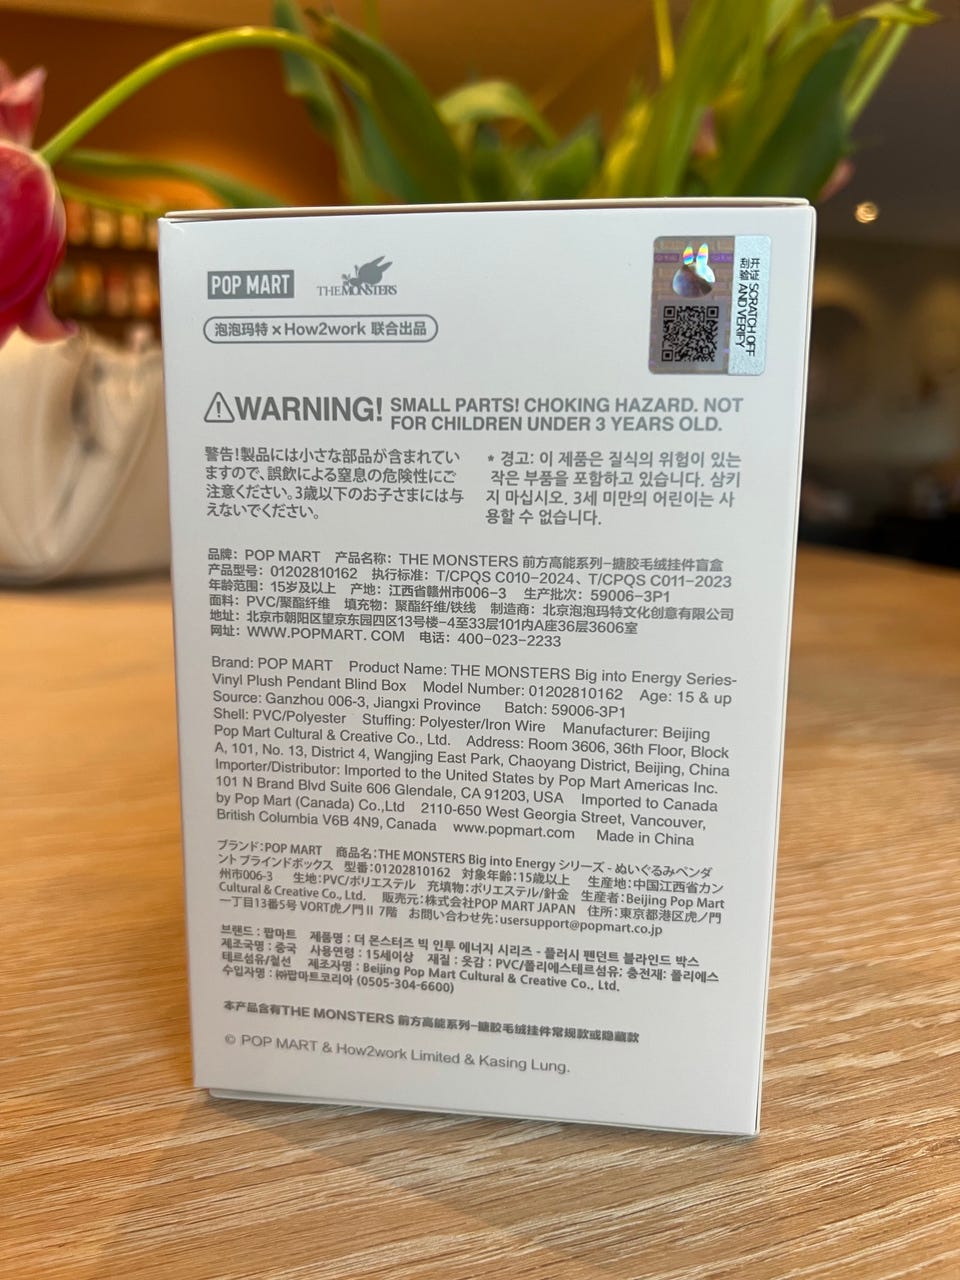 POP MART
THE MONSTERS
泡泡玛特 × How2work 联合出品
开刮 SCRATCH OFF
AND VERIFY
WARNING! SMALL PARTS! CHOKING HAZARD. NOT
FOR CHILDREN UNDER 3 YEARS OLD.
警告!製品には小さな部品が含まれてい
ますので、誤飲による窒息の危険性にご
注意ください。3歳以下のお子さまには与
えないでください。
* 경고: 이 제품은 질식의 위험이 있는
작은 부품을 포함하고 있습니다. 삼키
지 마십시오. 3세 미만의 어린이는 사
용할 수 없습니다.
品牌: POP MART 产品名称: THE MONSTERS 前方高能系列-搪胶毛绒挂件盲盒
产品型号: 01202810162 执行标准: T/CPQS C010-2024、T/CPQS C011-2023
年龄范围: 15岁及以上 产地: 江西省赣州市006-3 生产批次: 59006-3P1
面料: PVC/聚酯纤维 填充物: 聚酯纤维/铁线 制造商: 北京泡泡玛特文化创意有限公司
地址: 北京市朝阳区望京东园四区13号楼-4至33层101内A座36层3606室
网址: WWW.POPMART.COM 电话: 400-023-2233
Brand: POP MART Product Name: THE MONSTERS Big into Energy Series-
Vinyl Plush Pendant Blind Box Model Number: 01202810162 Age: 15 & up
Source: Ganzhou 006-3, Jiangxi Province Batch: 59006-3P1
Shell: PVC/Polyester Stuffing: Polyester/Iron Wire Manufacturer: Beijing
Pop Mart Cultural & Creative Co., Ltd. Address: Room 3606, 36th Floor, Block
A, 101, No. 13, District 4, Wangjing East Park, Chaoyang District, Beijing, China
Importer/Distributor: Imported to the United States by Pop Mart Americas Inc.
101 N Brand Blvd Suite 606 Glendale, CA 91203, USA Imported to Canada
by Pop Mart (Canada) Co.,Ltd 2110-650 West Georgia Street, Vancouver,
British Columbia V6B 4N9, Canada www.popmart.com Made in China
ブランド:POP MART 商品名:THE MONSTERS Big into Energy シリーズ - ぬいぐるみペンダ
ント ブラインドボックス 型番:01202810162 対象年齢:15歳以上 生産地:中国江西省カン
州市006-3 生地:PVC/ポリエステル 充填物:ポリエステル/針金 生産者:Beijing Pop Mart
Cultural & Creative Co., Ltd. 販売元:株式会社POP MART JAPAN 住所:東京都港区虎ノ門
一丁目13番5号 VORT虎ノ門Ⅱ 7階 お問い合わせ先:usersupport@popmart.co.jp
브랜드 : 팝마트 제품명 : 더 몬스터즈 빅 인투 에너지 시리즈 - 플러시 펜던트 블라인드 박스
제조국명 : 중국 사용연령 : 15세이상 재질 : 옷감 : PVC/폴리에스테르섬유: 충전재: 폴리에스
테르섬유/철선 제조자명 : Beijing Pop Mart Cultural & Creative Co., Ltd.
수입자명 : ㈜팝마트코리아 (0505-304-6600)
本产品含有THE MONSTERS 前方高能系列-搪胶毛绒挂件常规款或隐藏款
© POP MART & How2work Limited & Kasing Lung.